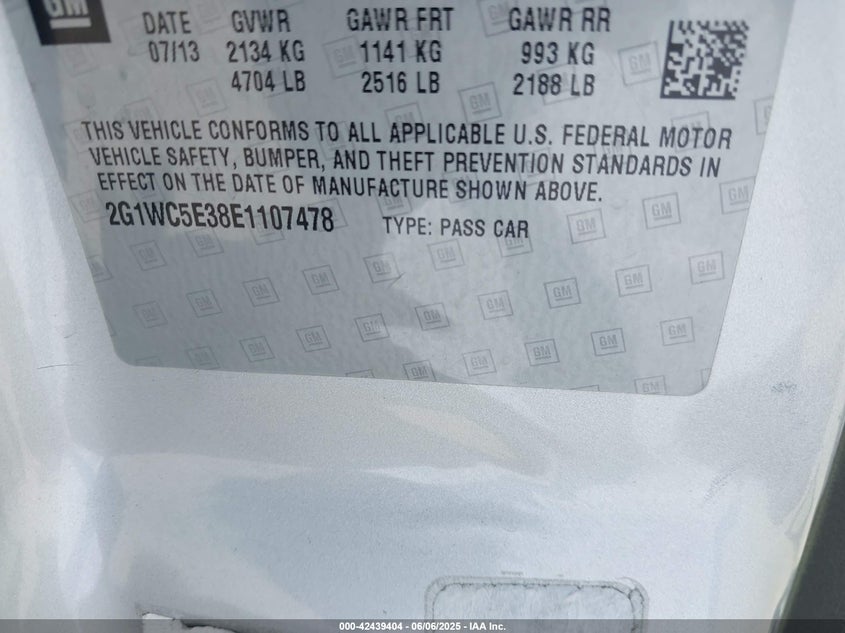 GM
DATE GVWR GAWR FRT GAWR RR
07/13 2134 KG 1141 KG 993 KG
4704 LB 2516 LB 2188 LB
THIS VEHICLE CONFORMS TO ALL APPLICABLE U.S. FEDERAL MOTOR
VEHICLE SAFETY, BUMPER, AND THEFT PREVENTION STANDARDS IN
EFFECT ON THE DATE OF MANUFACTURE SHOWN ABOVE.
2G1WC5E38E1107478 TYPE: PASS CAR
000-42439404 | 06/06/2025 - IAA Inc.